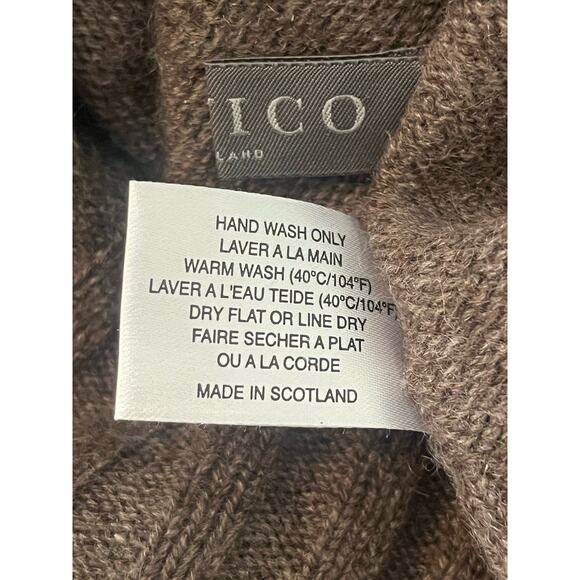 ICO
LAND
HAND WASH ONLY
LAVER A LA MAIN
WARM WASH (40°C/104°F)
LAVER A L'EAU TEIDE (40°C/104°F)
DRY FLAT OR LINE DRY
FAIRE SECHER A PLAT
OU A LA CORDE
MADE IN SCOTLAND